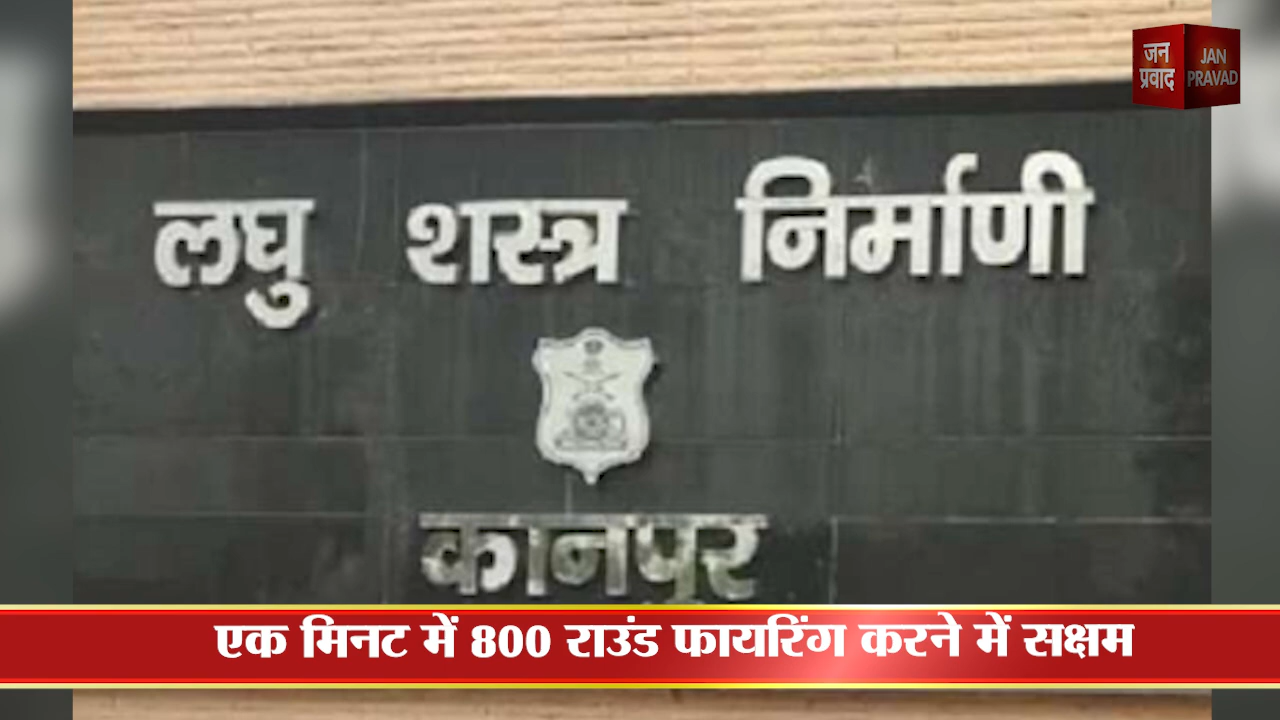 जन
प्रवाद
JAN
PRAVAD
लघु शस्त्र निर्माणी
कानपुर
एक मिनट में 800 राउंड फायरिंग करने में सक्षम